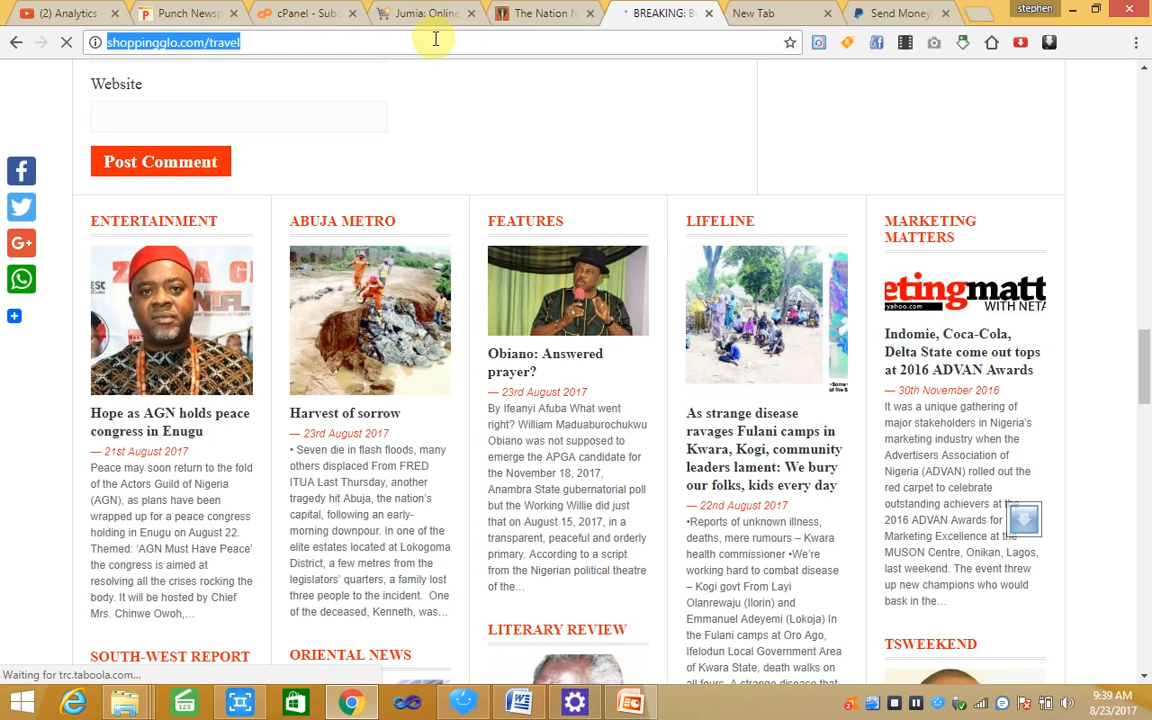 (2) Analytics
Punch Newsp
cPanel - Subd
Jumia: Online
The Nation N
BREAKING: B
New Tab
Send Money
stephen
shoppingglo.com/travel
Website
Post Comment
ENTERTAINMENT
Hope as AGN holds peace
congress in Enugu
— 21st August 2017
Peace may soon return to the fold
of the Actors Guild of Nigeria
(AGN), as plans have been
wrapped up for a peace congress
holding in Enugu on August 22.
Themed: ‘AGN Must Have Peace’
the congress is aimed at
resolving all the crises rocking the
body. It will be hosted by Chief
Mrs. Chinwe Owoh,…
SOUTH-WEST REPORT
ABUJA METRO
Harvest of sorrow
— 23rd August 2017
• Seven die in flash floods, many
others displaced From FRED
ITUA Last Thursday, another
tragedy hit Abuja, the nation’s
capital, following an early-
morning downpour. In one of the
elite estates located at Lokogoma
District, a few metres from the
legislators’ quarters, a family lost
three people to the incident. One
of the deceased, Kenneth, was…
ORIENTAL NEWS
FEATURES
Obiano: Answered
prayer?
— 23rd August 2017
By Ifeanyi Afuba What went
right? William Maduaburochukwu
Obiano was not supposed to
emerge the APGA candidate for
the November 18, 2017,
Anambra State gubernatorial poll
but the Working Willie did just
that on August 15, 2017, in a
transparent, peaceful and orderly
primary. According to a script
from the Nigerian political theatre
of the…
LITERARY REVIEW
LIFELINE
As strange disease
ravages Fulani camps in
Kwara, Kogi, community
leaders lament: We bury
our folks, kids every day
— 22nd August 2017
•Reports of unknown illness,
deaths, mere rumours – Kwara
health commissioner •We’re
working hard to combat disease
– Kogi govt From Layi
Olanrewaju (Ilorin) and
Emmanuel Adeyemi (Lokoja) In
the Fulani camps at Oro Ago,
Ifelodun Local Government Area
of Kwara State, death walks on
all fours. A strange disease that
MARKETING
MATTERS
etingmatt
WITH NETA
yahoo.com
Indomie, Coca-Cola,
Delta State come out tops
at 2016 ADVAN Awards
— 30th November 2016
It was a unique gathering of
major stakeholders in Nigeria’s
marketing industry when the
Advertisers Association of
Nigeria (ADVAN) rolled out the
red carpet to celebrate
outstanding achievers at the
2016 ADVAN Awards for
Marketing Excellence at the
MUSON Centre, Onikan, Lagos,
last weekend. The event threw
up new champions who would
bask in the…
TSWEEKEND
Waiting for trc.taboola.com...
9:39 AM
8/23/2017